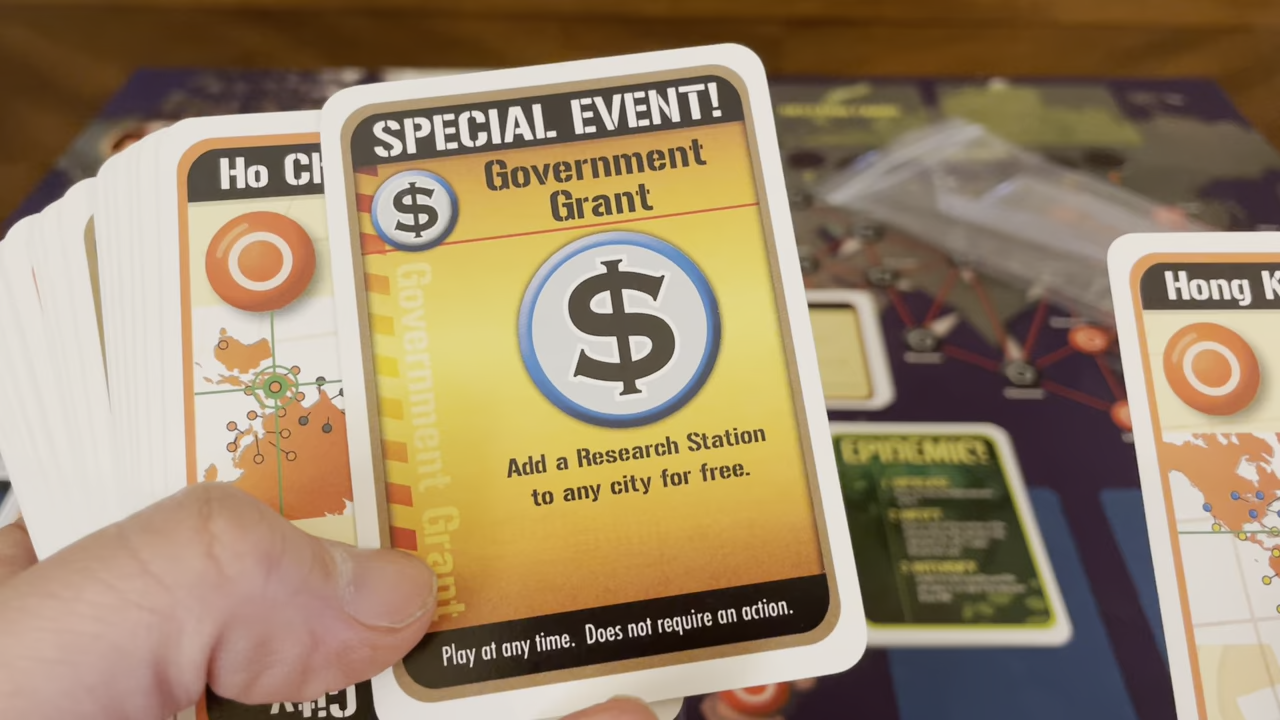 SPECIAL EVENT!
Government
Grant
$
$
Government Grant
Add a Research Station
to any city for free.
Play at any time. Does not require an action.
Ho Ch
City
Hong K
EPIDEMIC!